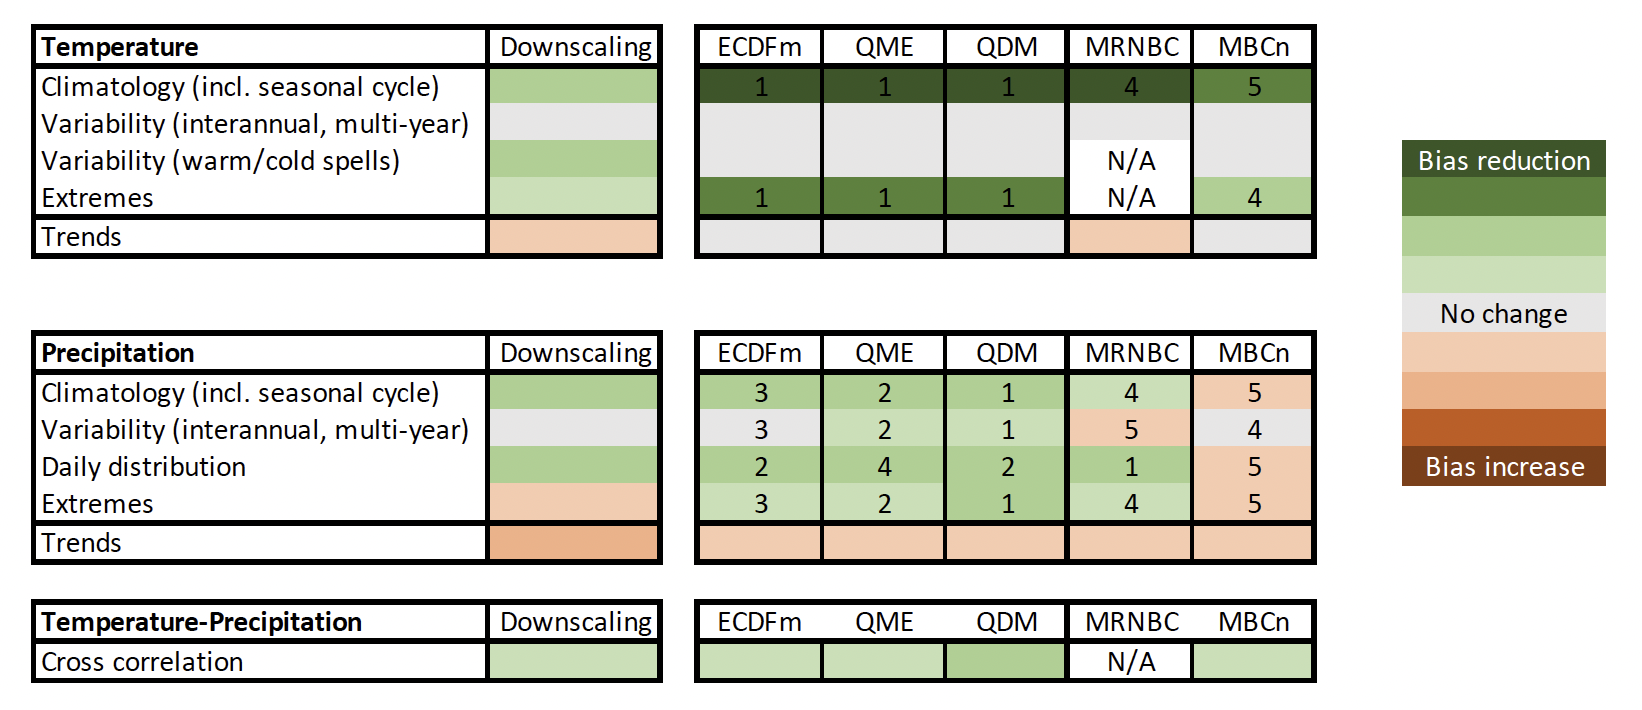 Temperature Downscaling ECDFm QME QDM MRNBC MBCn
Climatology (incl. seasonal cycle) 1 1 1 4 5
Variability (interannual, multi-year)
Variability (warm/cold spells) N/A
Extremes 1 1 1 N/A 4
Trends
Precipitation Downscaling ECDFm QME QDM MRNBC MBCn
Climatology (incl. seasonal cycle) 3 2 1 4 5
Variability (interannual, multi-year) 3 2 1 5 4
Daily distribution 2 4 2 1 5
Extremes 3 2 1 4 5
Trends
Temperature-Precipitation Downscaling ECDFm QME QDM MRNBC MBCn
Cross correlation N/A
Bias reduction
No change
Bias increase